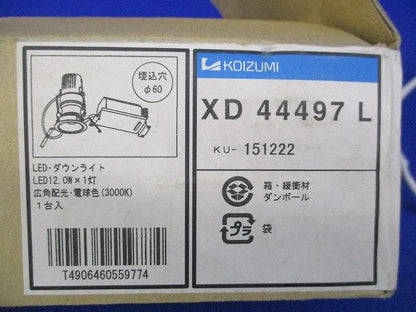 埋込穴
φ60
LED・ダウンライト
LED12.0W×1灯
広角配光・電球色(3000K)
1台入
T4906460559774
KOIZUMI
XD 44497 L
KU- 151222
箱・緩衝材
ダンボール
プラ
袋